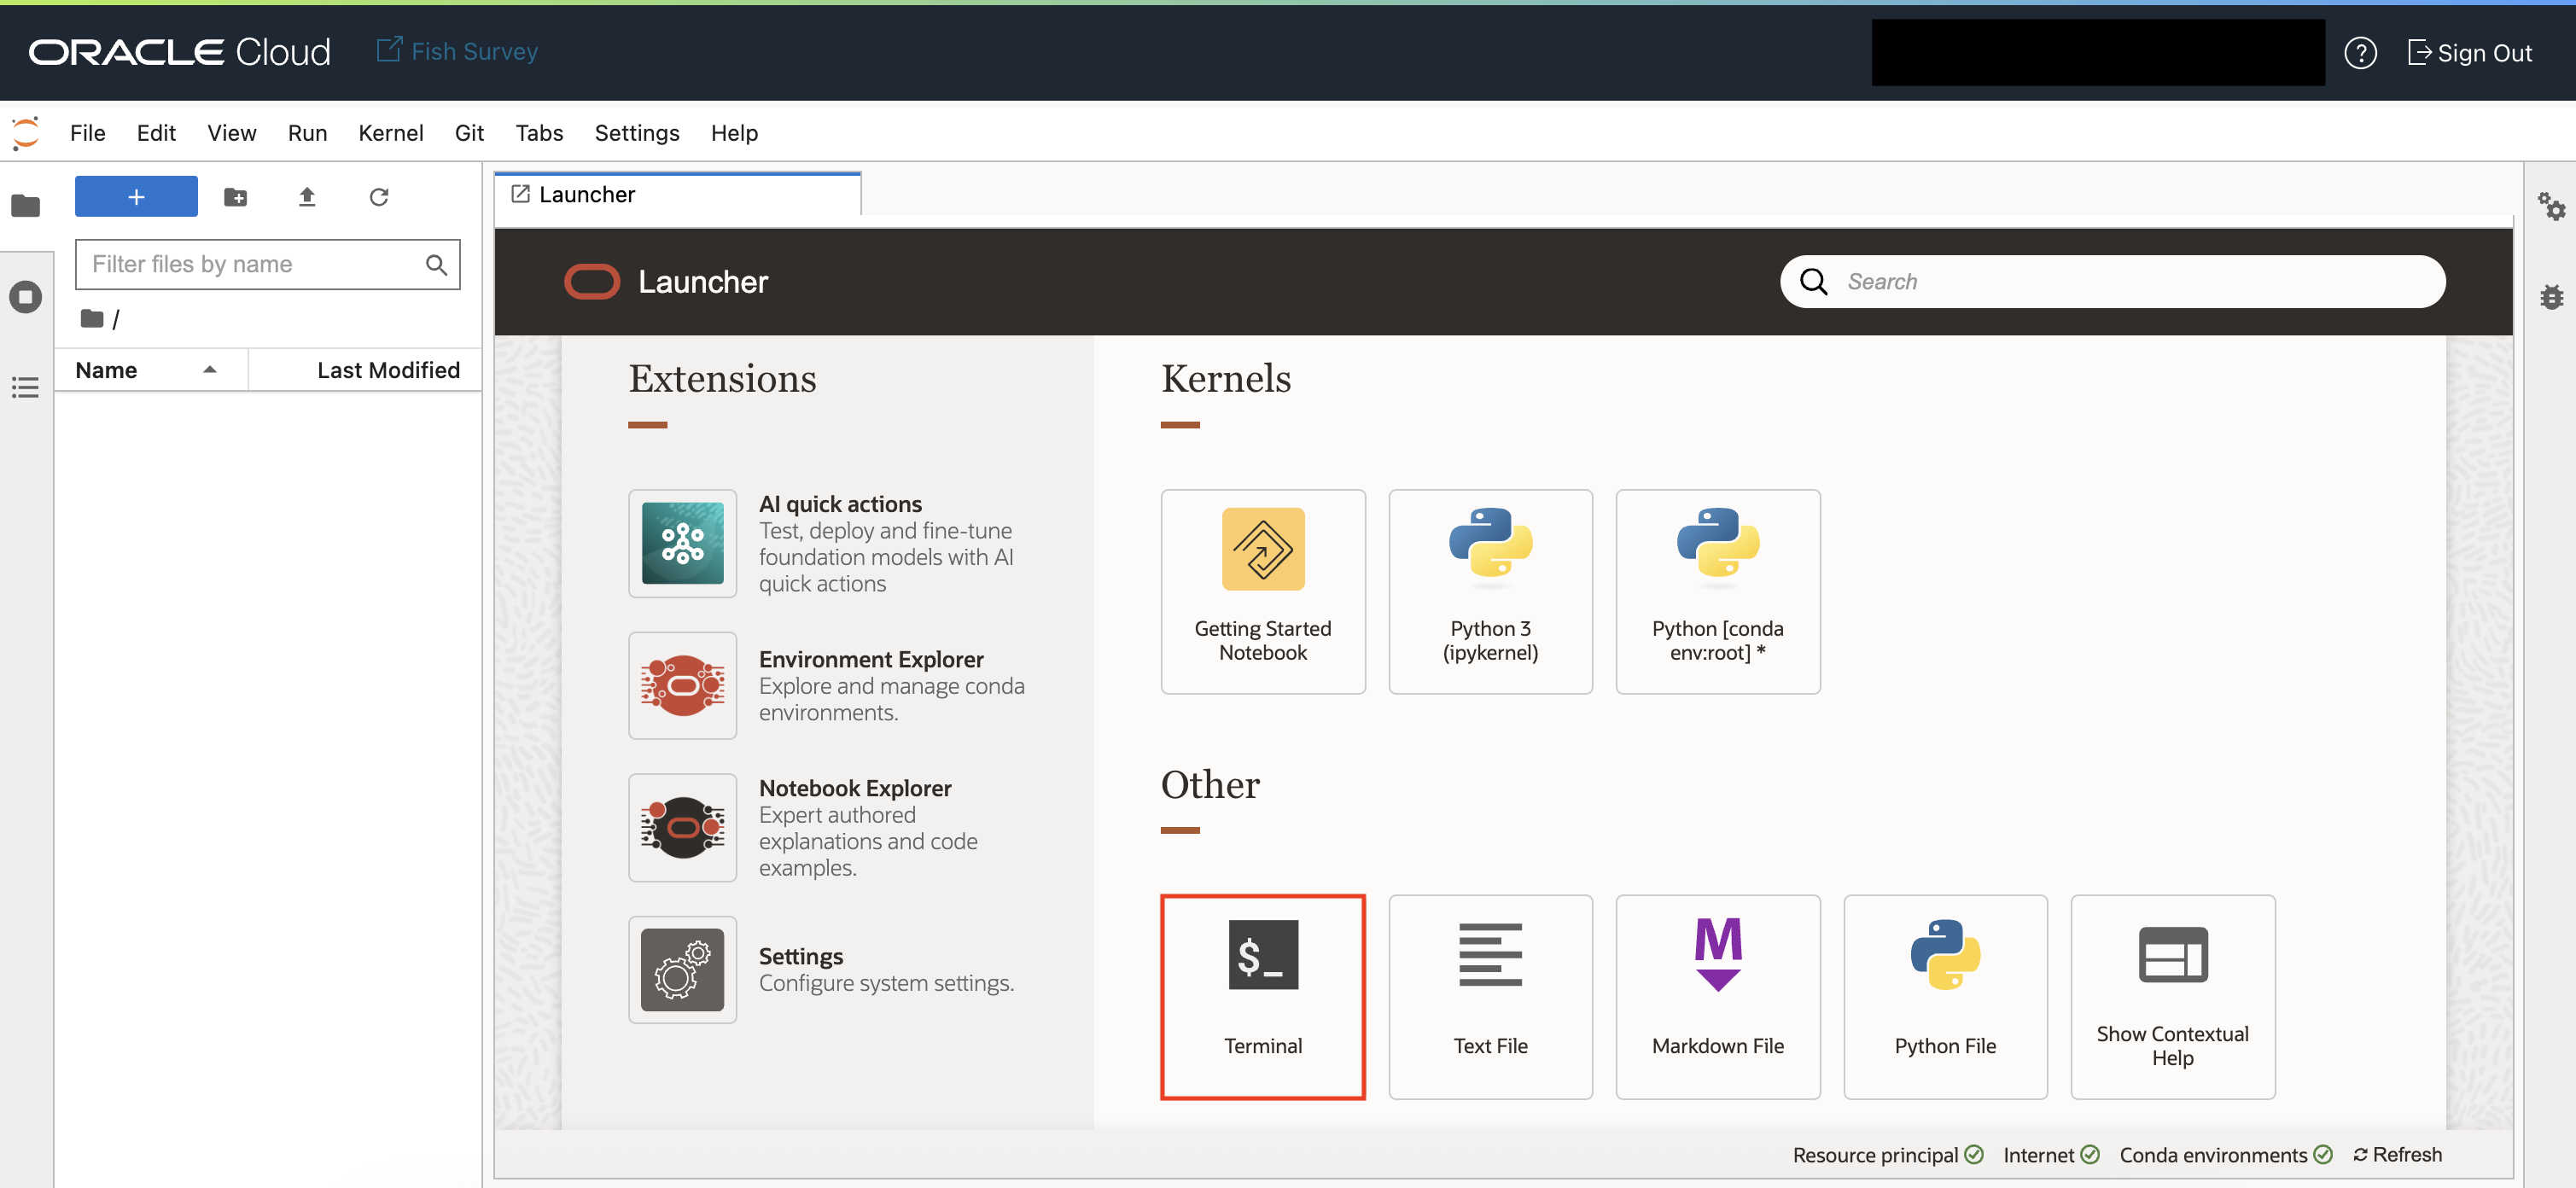 ORACLE Cloud
Fish Survey
?
Sign Out
File
Edit
View
Run
Kernel
Git
Tabs
Settings
Help
+
Launcher
Filter files by name
/
Name
Last Modified
Launcher
Search
Extensions
AI quick actions
Test, deploy and fine-tune
foundation models with AI
quick actions
Environment Explorer
Explore and manage conda
environments.
Notebook Explorer
Expert authored
explanations and code
examples.
Settings
Configure system settings.
Kernels
Getting Started
Notebook
Python 3
(ipykernel)
Python [conda
env:root] *
Other
$_
Terminal
Text File
M
Markdown File
Python File
Show Contextual
Help
Resource principal
Internet
Conda environments
Refresh